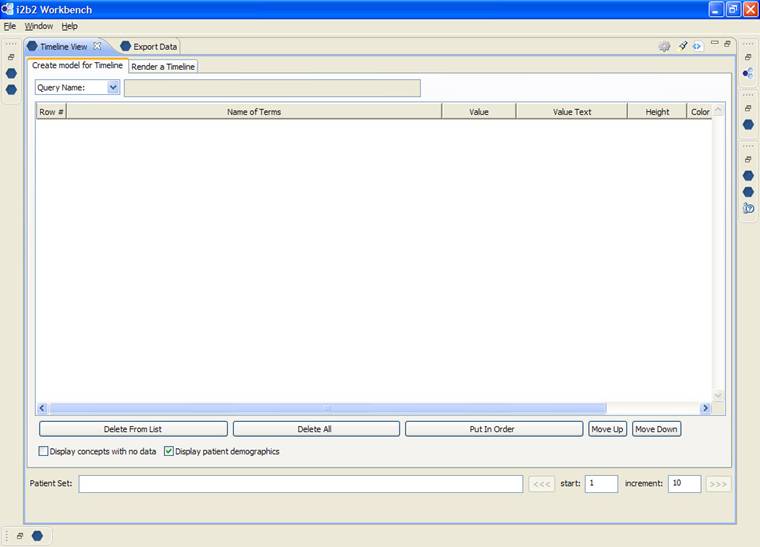 i2b2 Workbench
File Window Help
Timeline View Export Data
Create model for Timeline Render a Timeline
Query Name:
Row # Name of Terms Value Value Text Height Color
Delete From List Delete All Put In Order Move Up Move Down
Display concepts with no data Display patient demographics
Patient Set: <<< start: 1 increment: 10 >>>